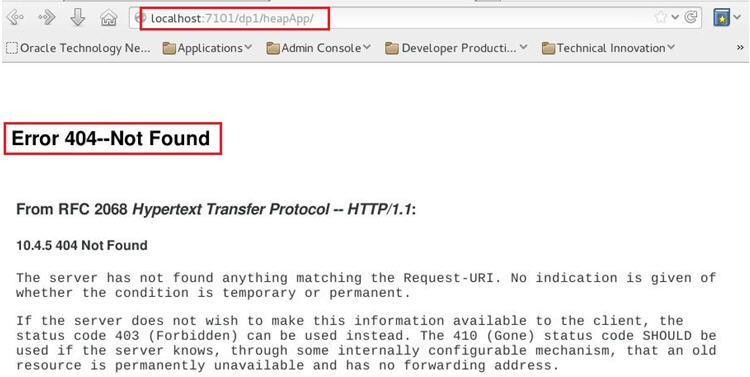 localhost:7101/dp1/heapApp/
Oracle Technology Ne... Applications Admin Console Developer Producti... Technical Innovation »
Error 404--Not Found
From RFC 2068 Hypertext Transfer Protocol -- HTTP/1.1:
10.4.5 404 Not Found
The server has not found anything matching the Request-URI. No indication is given of
whether the condition is temporary or permanent.
If the server does not wish to make this information available to the client, the
status code 403 (Forbidden) can be used instead. The 410 (Gone) status code SHOULD be
used if the server knows, through some internally configurable mechanism, that an old
resource is permanently unavailable and has no forwarding address.